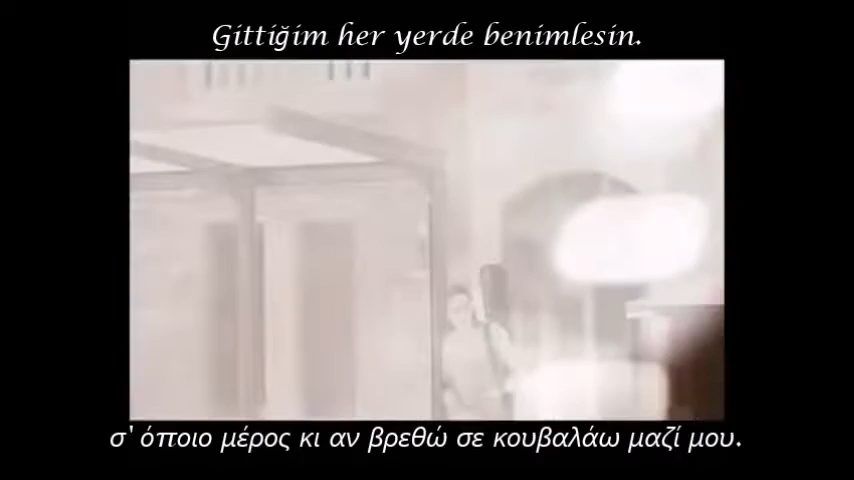 Gittiğim her yerde benimlesin.
σ' όποιο μέρος κι αν βρεθώ σε κουβαλάω μαζί μου.